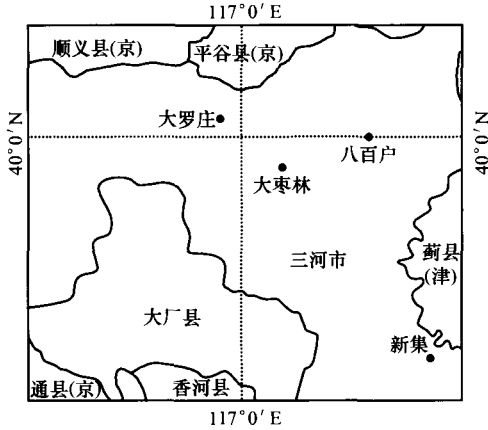 117°0′E
顺义县(京)
平谷县(京)
大罗庄
40°0′N
40°0′N
八百户
大枣林
三河市
蓟县
(津)
大厂县
新集
通县(京)
香河县
117°0′E